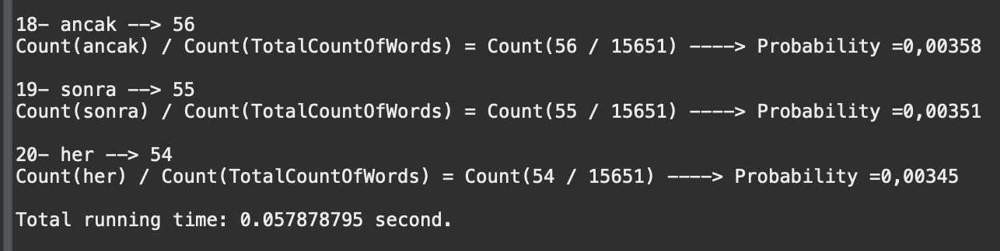 18- ancak --> 56
Count(ancak) / Count(TotalCountOfWords) = Count(56 / 15651) ----> Probability =0,00358
19- sonra --> 55
Count(sonra) / Count(TotalCountOfWords) = Count(55 / 15651) ----> Probability =0,00351
20- her --> 54
Count(her) / Count(TotalCountOfWords) = Count(54 / 15651) ----> Probability =0,00345
Total running time: 0.057878795 second.